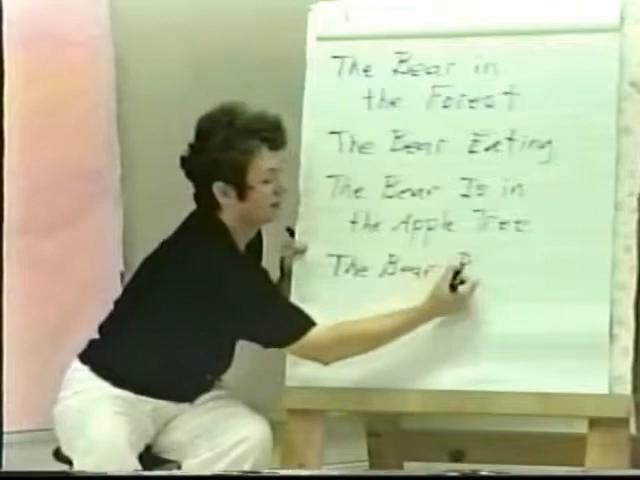 The Bear in
the Forest
The Bear Eating
The Bear Is in
the Apple Tree
The Bear B